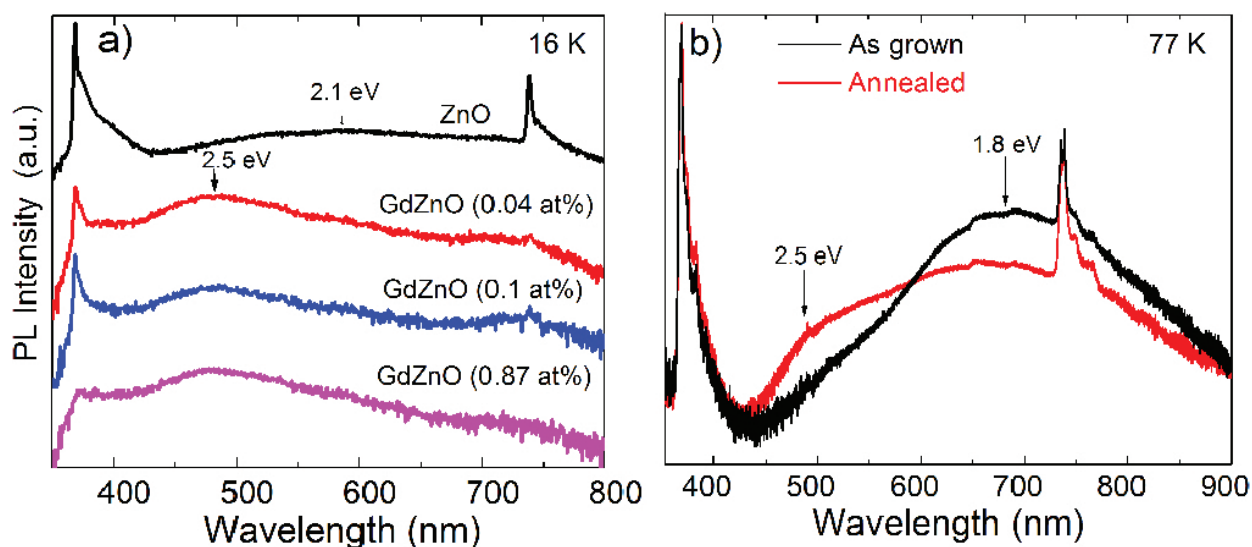 a)
16 K
2.1 eV
ZnO
2.5 eV
GdZnO (0.04 at%)
GdZnO (0.1 at%)
GdZnO (0.87 at%)
PL Intensity (a.u.)
400 500 600 700 800
Wavelength (nm)
b)
As grown
Annealed
77 K
1.8 eV
2.5 eV
400 500 600 700 800 900
Wavelength (nm)